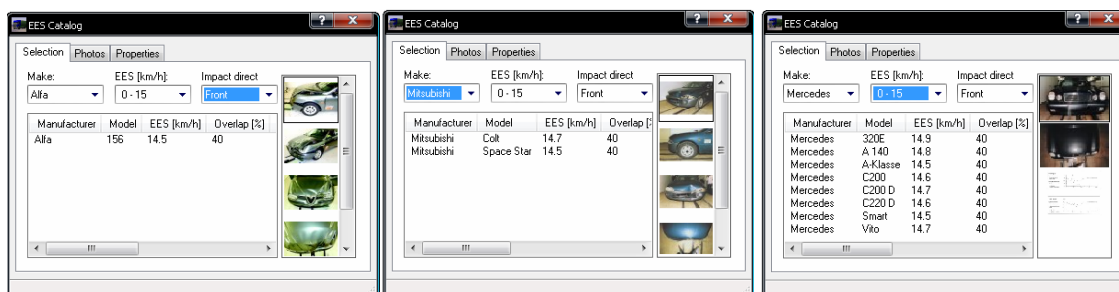 EES Catalog
Selection Photos Properties
Make: EES [km/h]: Impact direct
Alfa 0 - 15 Front
Manufacturer Model EES [km/h] Overlap [%]
Alfa 156 14.5 40
EES Catalog
Selection Photos Properties
Make: EES [km/h]: Impact direct
Mitsubishi 0 - 15 Front
Manufacturer Model EES [km/h] Overlap [%
Mitsubishi Colt 14.7 40
Mitsubishi Space Star 14.5 40
EES Catalog
Selection Photos Properties
Make: EES [km/h]: Impact direct
Mercedes 0 - 15 Front
Manufacturer Model EES [km/h] Overlap [%]
Mercedes 320E 14.9 40
Mercedes A 140 14.8 40
Mercedes A-Klasse 14.5 40
Mercedes C200 14.6 40
Mercedes C200 D 14.7 40
Mercedes C220 D 14.6 40
Mercedes Smart 14.5 40
Mercedes Vito 14.7 40